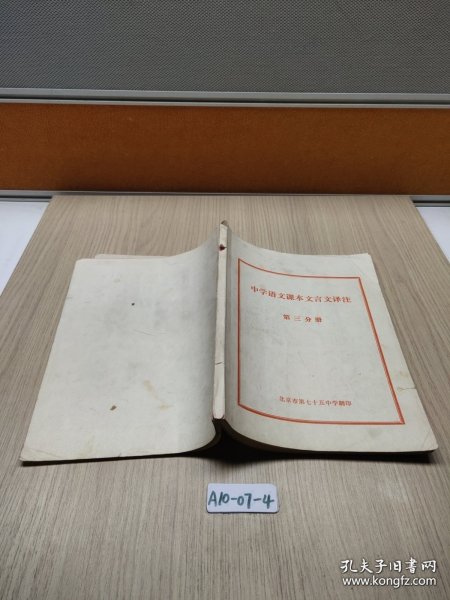 中学语文课本文言文译注
第三分册
北京市第七十五中学翻印
A10-07-4
孔夫子旧书网
www.kongfz.com